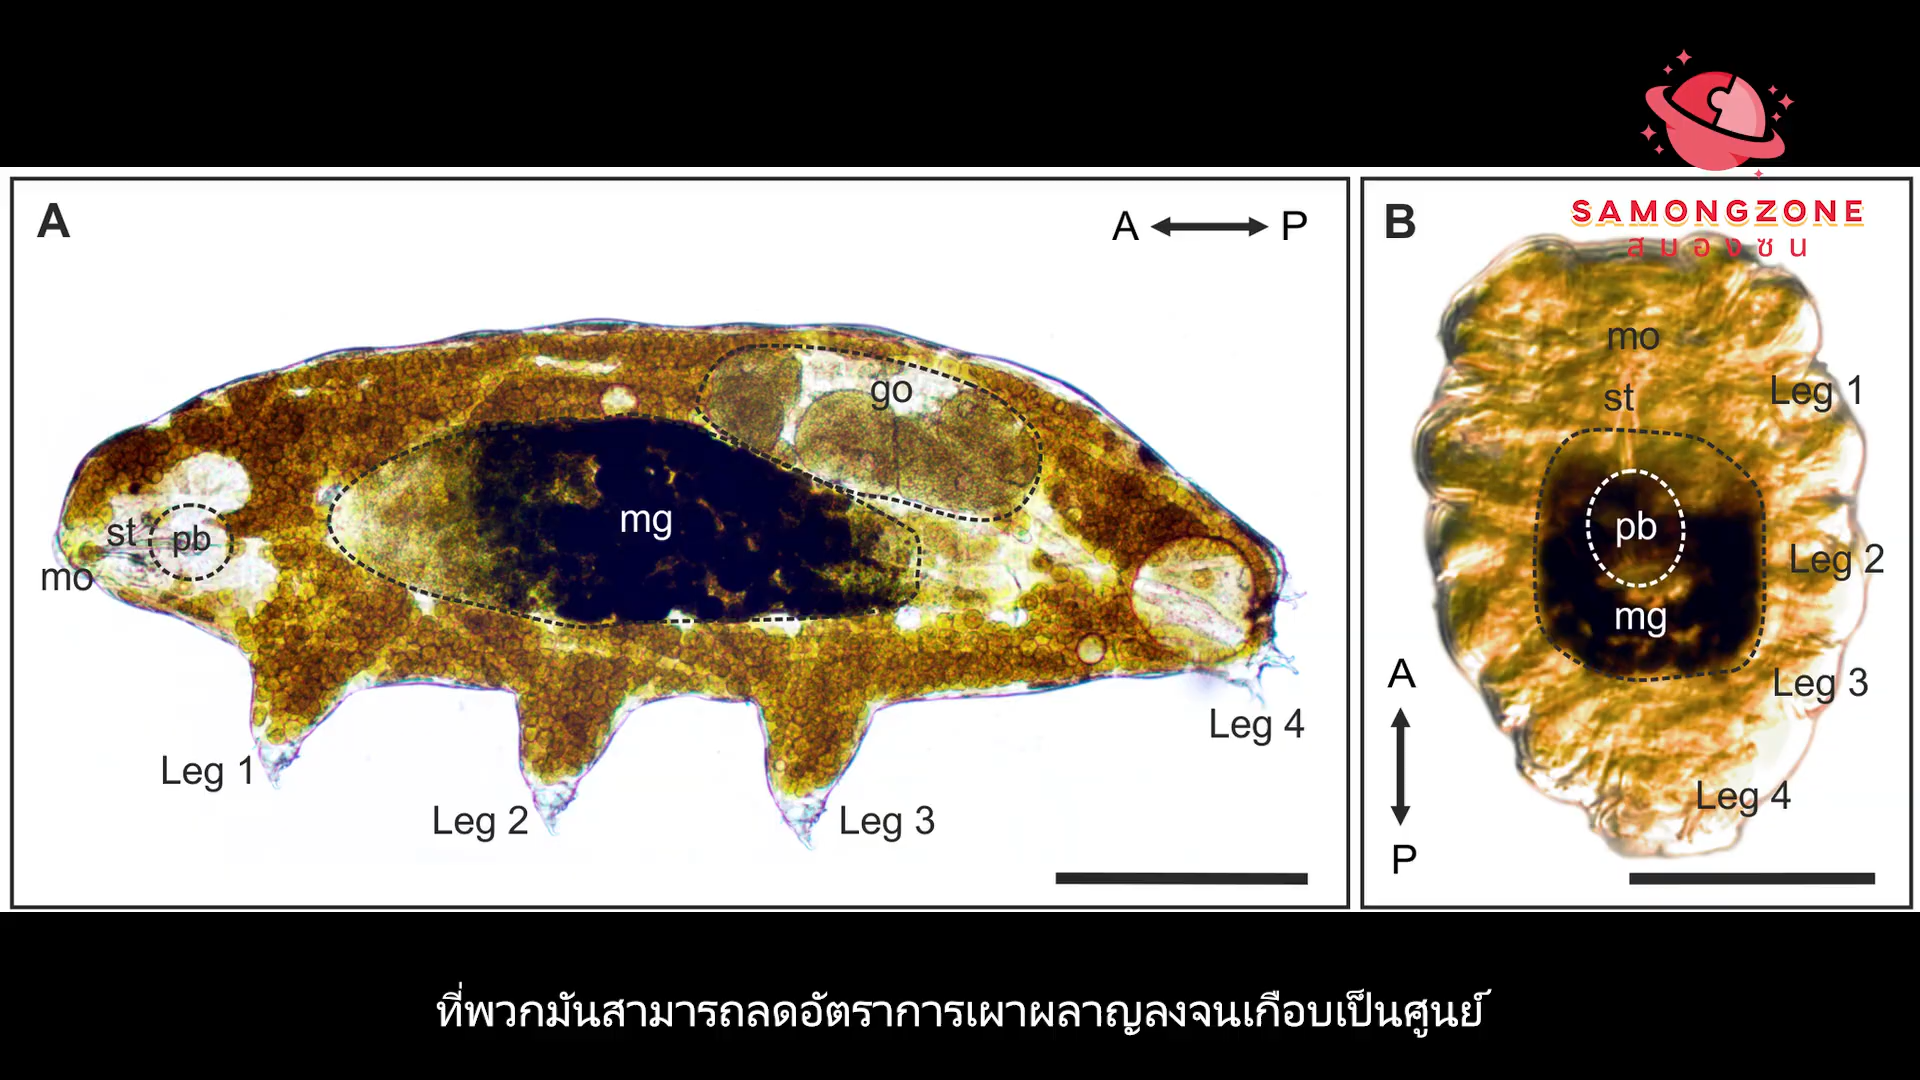 SAMONGZONE
สมองซน
A
A P
go
mg
st pb
mo
Leg 1
Leg 2
Leg 3
Leg 4
B
mo
st
Leg 1
pb
Leg 2
mg
Leg 3
Leg 4
A
P
ที่พวกมันสามารถลดอัตราการเผาผลาญลงจนเกือบเป็นศูนย์